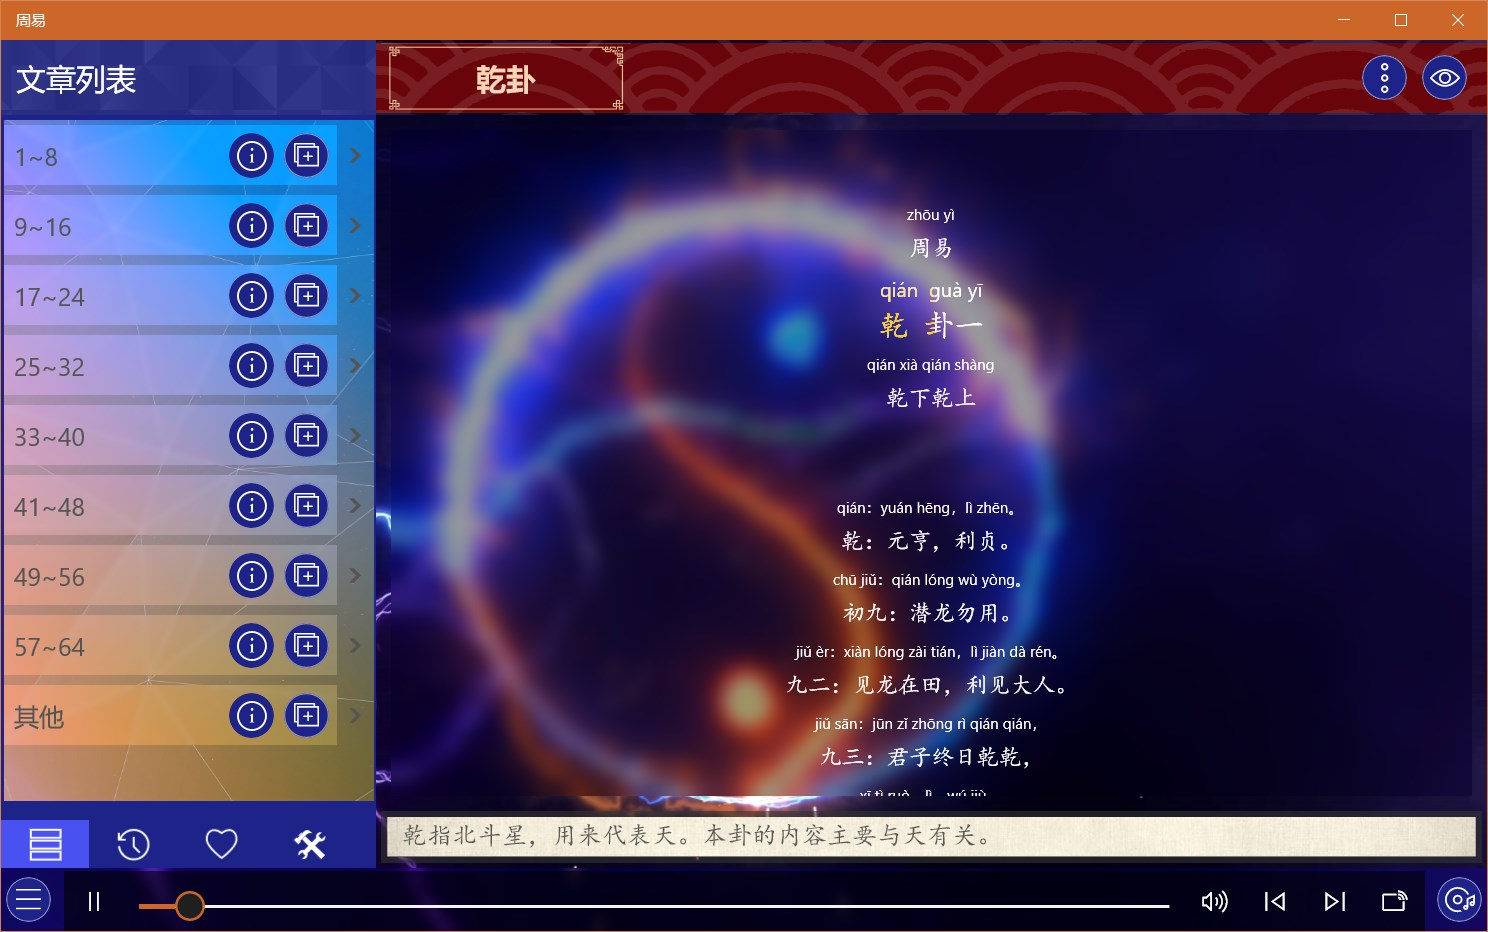 周易
文章列表
乾卦
1~8
9~16
17~24
25~32
33~40
41~48
49~56
57~64
其他
zhōu yì
周易
qián guà yī
乾 卦一
qián xià qián shàng
乾下乾上
qián：yuán hēng，lì zhēn。
乾：元亨，利贞。
chū jiǔ：qián lóng wù yòng。
初九：潜龙勿用。
jiǔ èr：xiàn lóng zài tián，lì jiàn dà rén。
九二：见龙在田，利见大人。
jiǔ sān：jūn zǐ zhōng rì qián qián，
九三：君子终日乾乾，
乾指北斗星，用来代表天。本卦的内容主要与天有关。